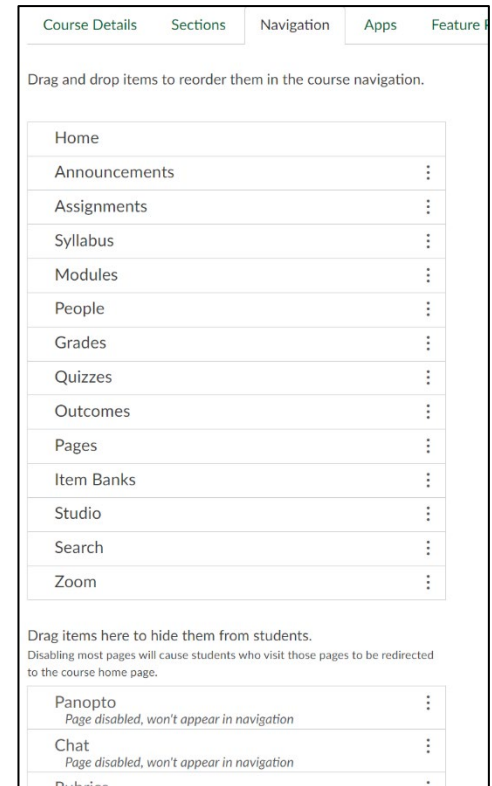 Course Details Sections Navigation Apps Feature
Drag and drop items to reorder them in the course navigation.
Home
Announcements
Assignments
Syllabus
Modules
People
Grades
Quizzes
Outcomes
Pages
Item Banks
Studio
Search
Zoom
Drag items here to hide them from students.
Disabling most pages will cause students who visit those pages to be redirected
to the course home page.
Panopto
Page disabled, won't appear in navigation
Chat
Page disabled, won't appear in navigation